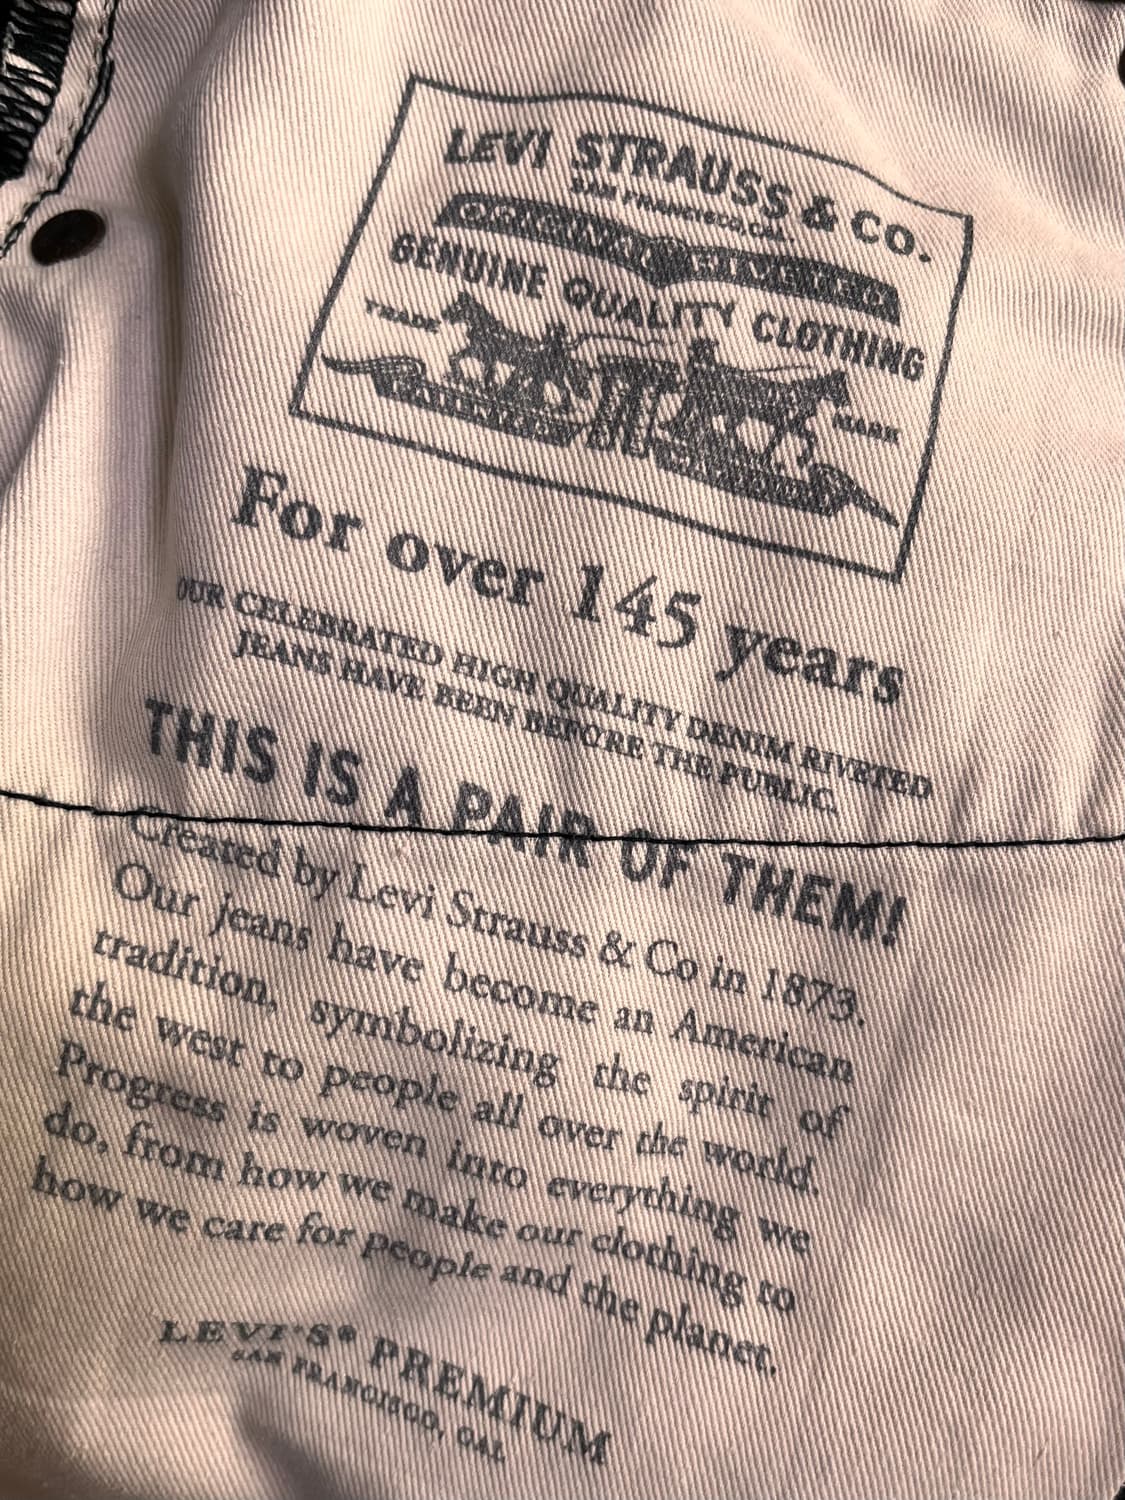 LEVI STRAUSS & CO.
SAN FRANCISCO, CAL.
ORIGINAL RIVETED
GENUINE QUALITY CLOTHING
TRADE MARK
For over 145 years
OUR CELEBRATED HIGH QUALITY DENIM RIVETED
JEANS HAVE BEEN BEFORE THE PUBLIC.
THIS IS A PAIR OF THEM!
Created by Levi Strauss & Co in 1873.
Our jeans have become an American
tradition, symbolizing the spirit of
the west to people all over the world.
Progress is woven into everything we
do, from how we make our clothing to
how we care for people and the planet.
LEVI'S® PREMIUM
SAN FRANCISCO, CAL